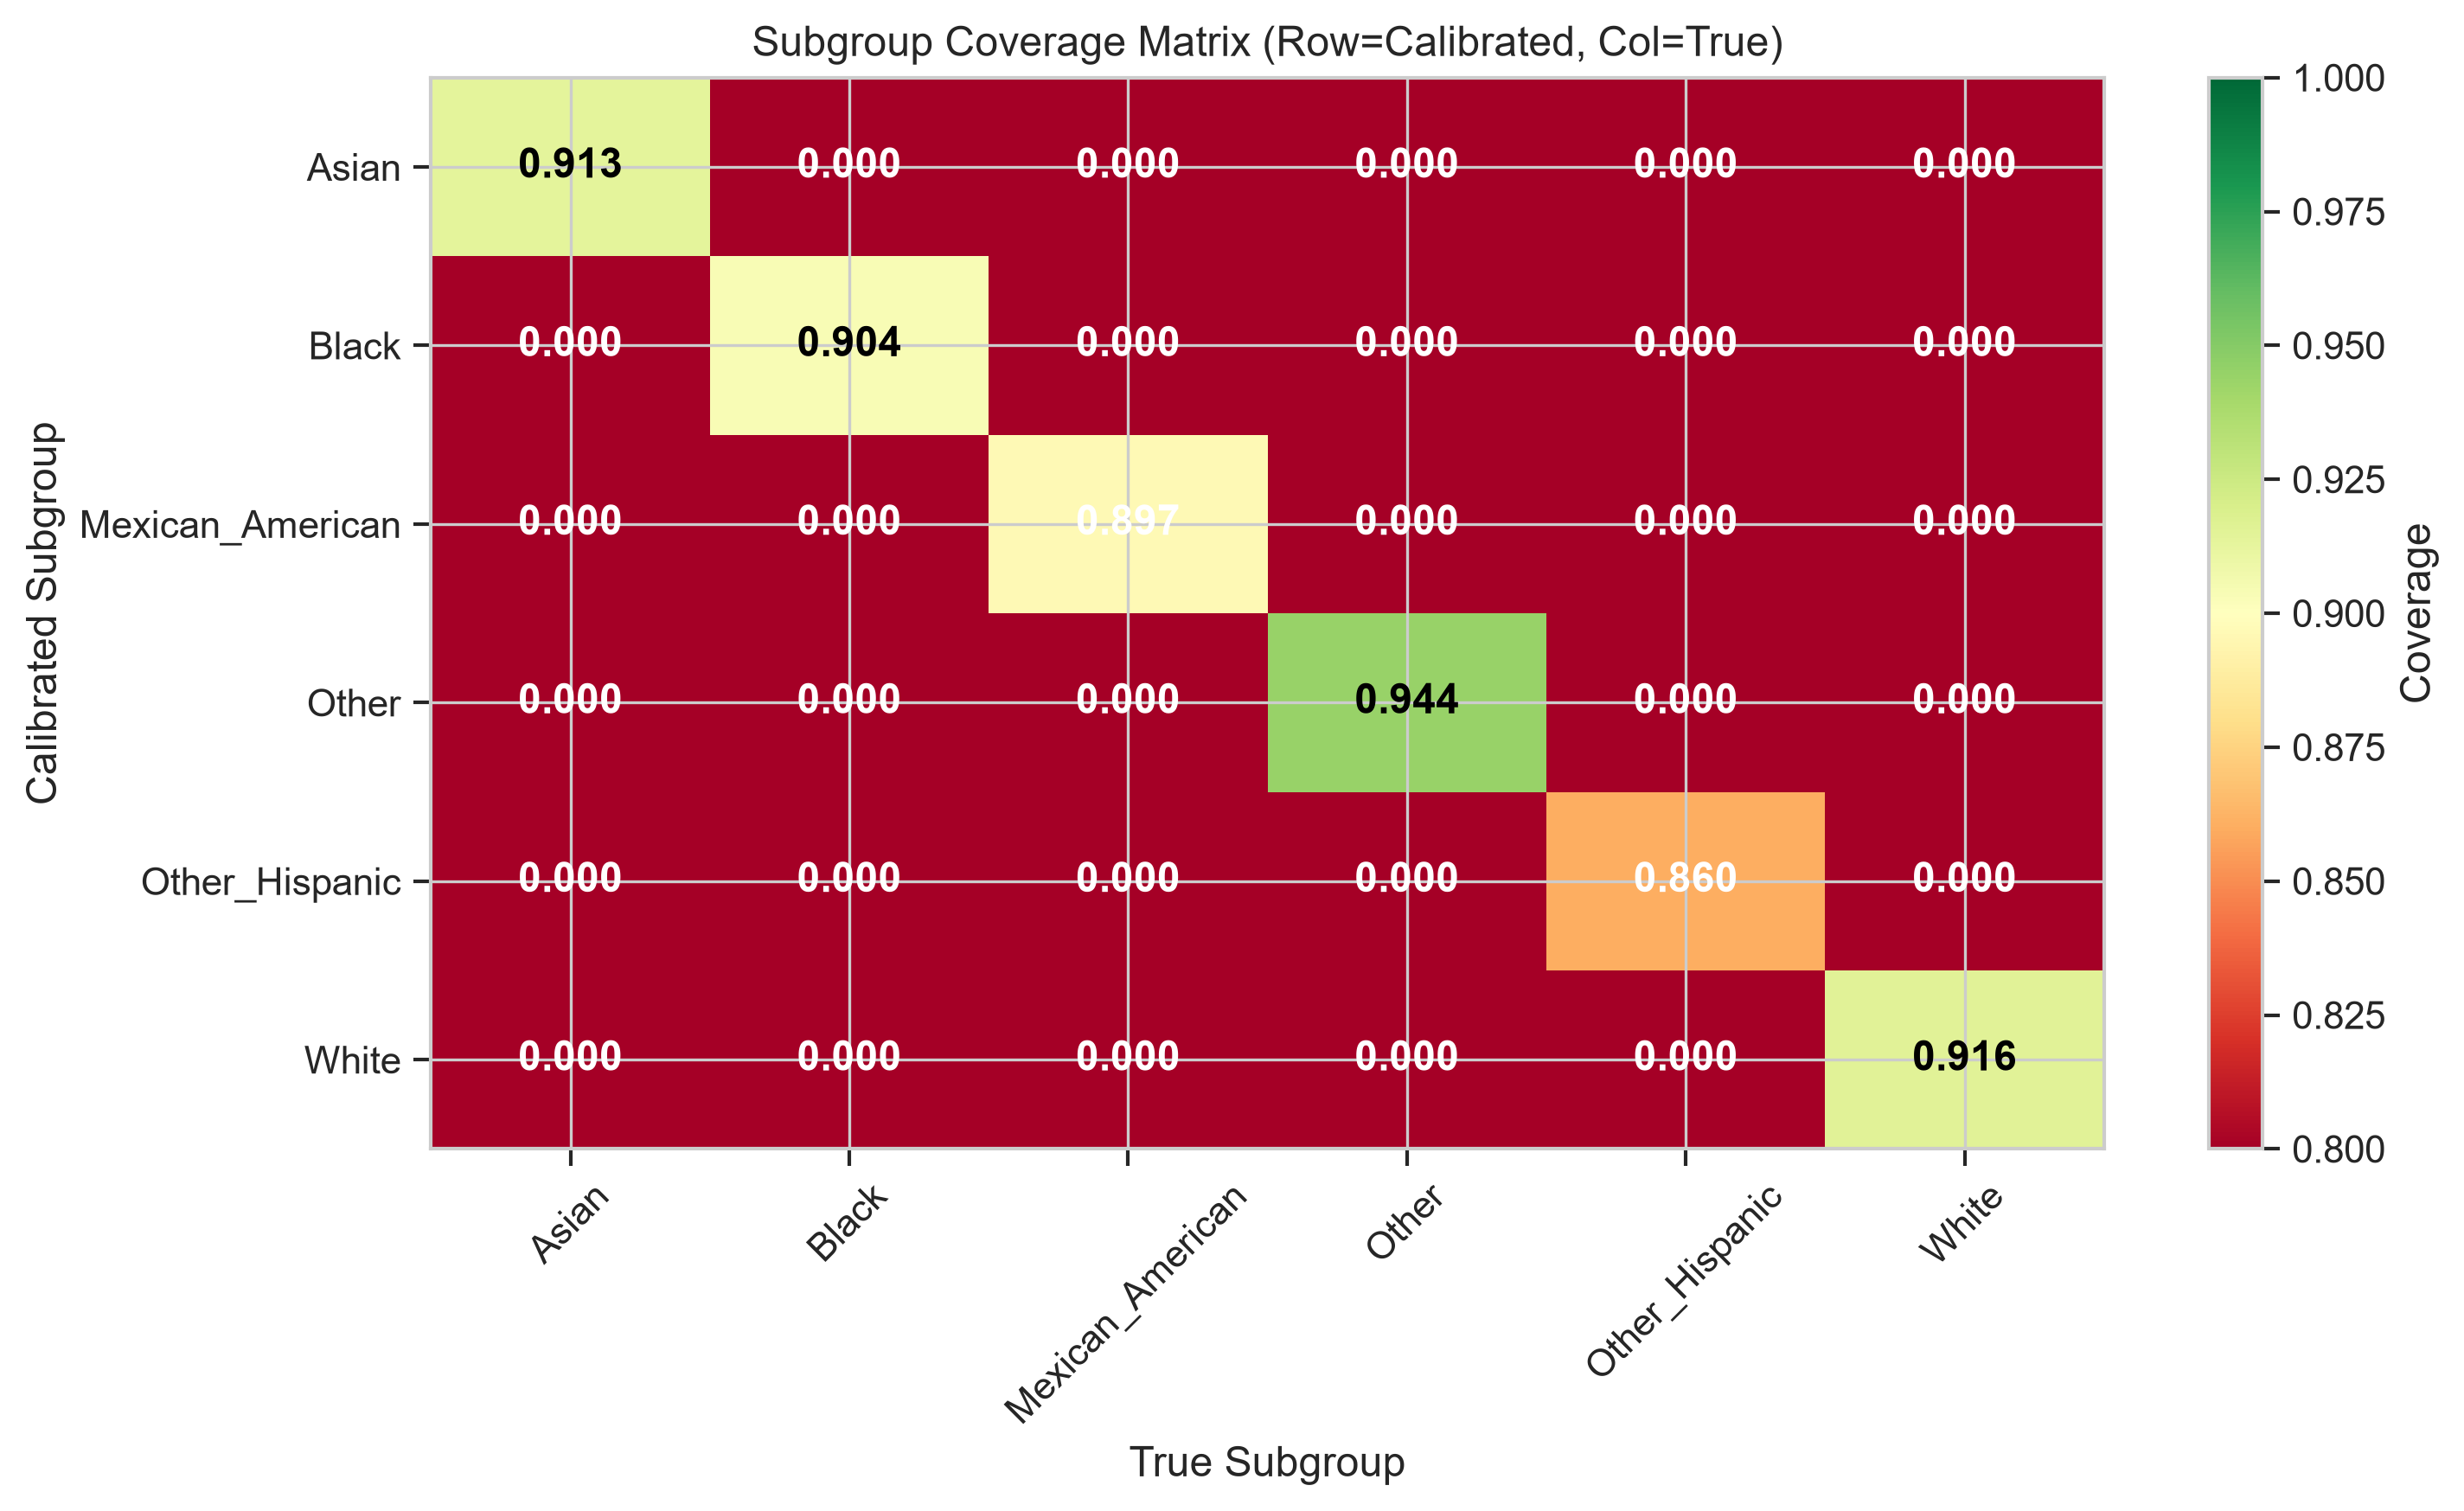 Subgroup Coverage Matrix (Row=Calibrated, Col=True)
Calibrated Subgroup
Asian 0.913 0.000 0.000 0.000 0.000 0.000
Black 0.000 0.904 0.000 0.000 0.000 0.000
Mexican_American 0.000 0.000 0.897 0.000 0.000 0.000
Other 0.000 0.000 0.000 0.944 0.000 0.000
Other_Hispanic 0.000 0.000 0.000 0.000 0.860 0.000
White 0.000 0.000 0.000 0.000 0.000 0.916
Asian Black Mexican_American Other Other_Hispanic White
True Subgroup
1.000
0.975
0.950
0.925
0.900
0.875
0.850
0.825
0.800
Coverage